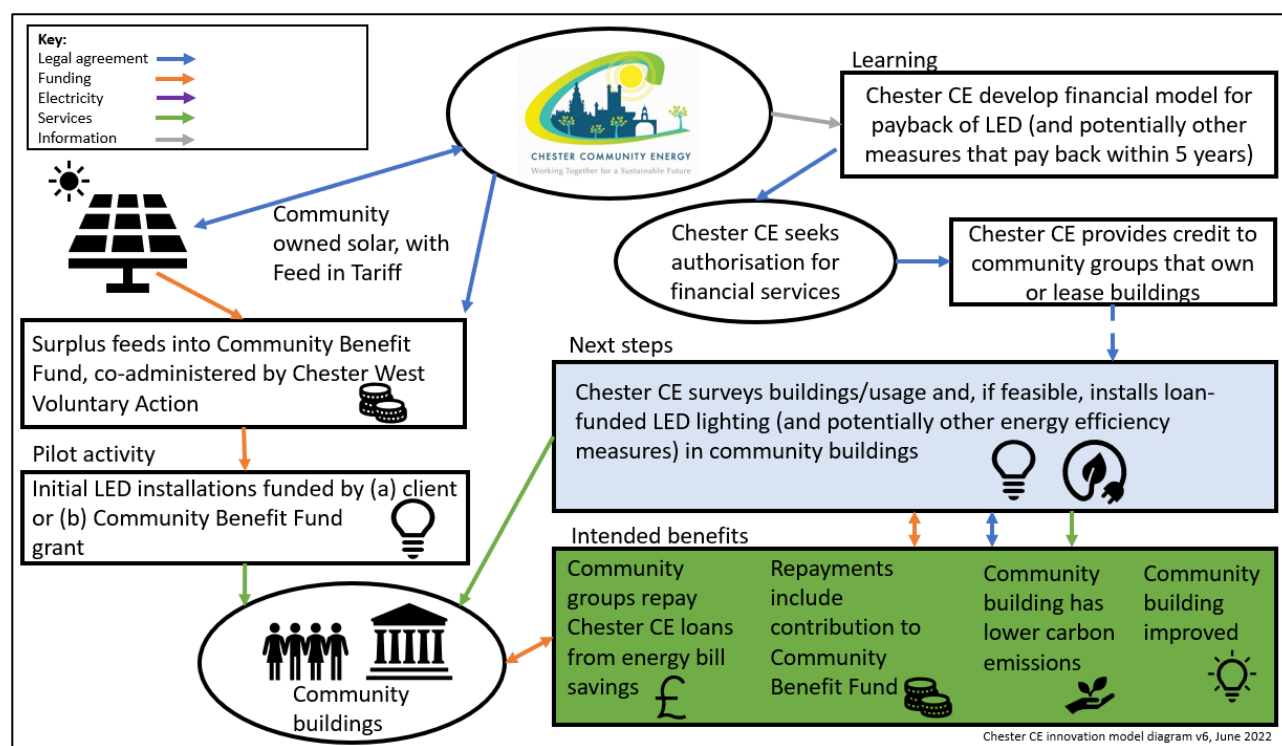 Key:
Legal agreement
Funding
Electricity
Services
Information
CHESTER COMMUNITY ENERGY
Working Together for a Sustainable Future
Learning
Chester CE develop financial model for
payback of LED (and potentially other
measures that pay back within 5 years)
Community
owned solar, with
Feed in Tariff
Chester CE seeks
authorisation for
financial services
Chester CE provides credit to
community groups that own
or lease buildings
Surplus feeds into Community Benefit
Fund, co-administered by Chester West
Voluntary Action
Next steps
Chester CE surveys buildings/usage and, if feasible, installs loan-
funded LED lighting (and potentially other energy efficiency
measures) in community buildings
Pilot activity
Initial LED installations funded by (a) client
or (b) Community Benefit Fund
grant
Intended benefits
Community
groups repay
Chester CE loans
from energy bill
savings
£
Repayments
include
contribution to
Community
Benefit Fund
Community
building has
lower carbon
emissions
Community
building
improved
Community
buildings
Chester CE innovation model diagram v6, June 2022